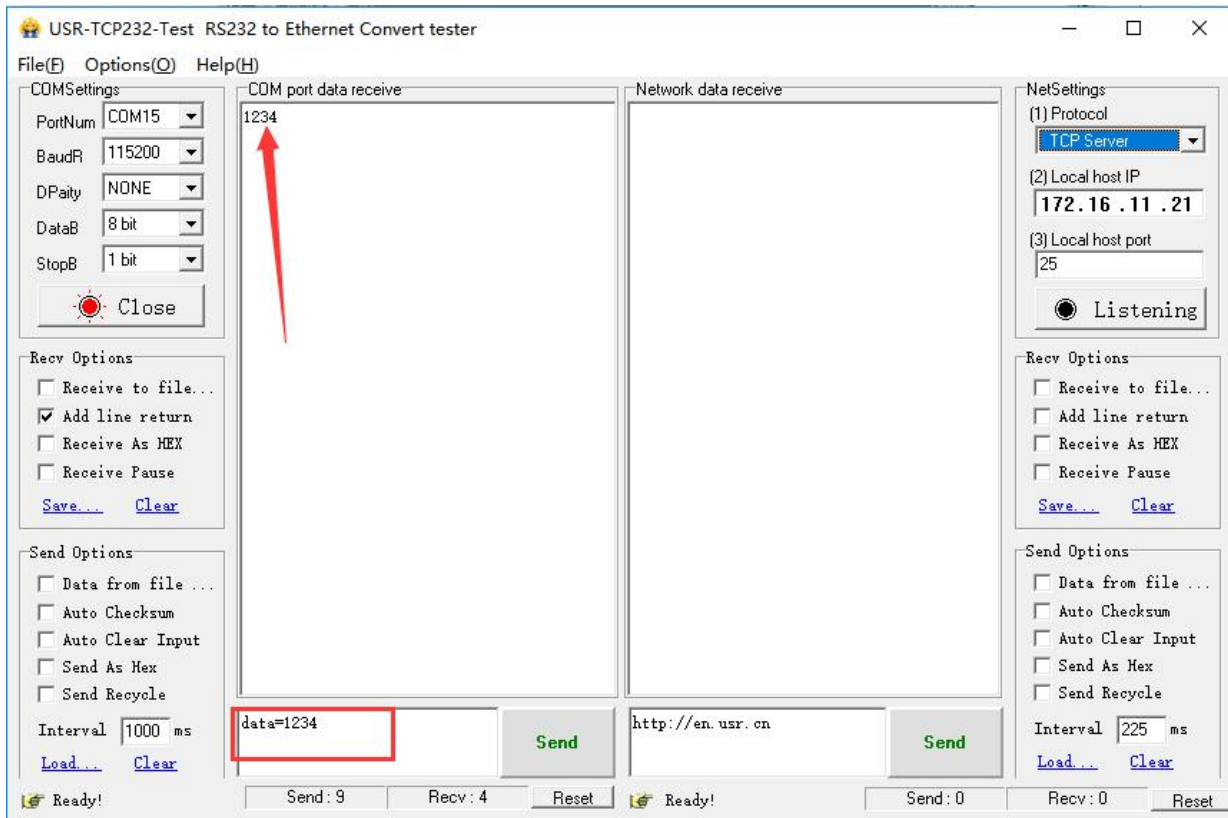 USR-TCP232-Test RS232 to Ethernet Convert tester
File(F) Options(O) Help(H)
COMSettings
PortNum COM15
BaudR 115200
DPaity NONE
DataB 8 bit
StopB 1 bit
Close
Recv Options
Receive to file...
Add line return
Receive As HEX
Receive Pause
Save... Clear
Send Options
Data from file ...
Auto Checksum
Auto Clear Input
Send As Hex
Send Recycle
Interval 1000 ms
Load... Clear
Ready!
COM port data receive
1234
data=1234
Send
Send : 9 Recv : 4 Reset
Network data receive
http://en.usr.cn
Send
Ready! Send : 0 Recv : 0 Reset
NetSettings
(1) Protocol
TCP Server
(2) Local host IP
172.16 .11 .21
(3) Local host port
25
Listening
Recv Options
Receive to file...
Add line return
Receive As HEX
Receive Pause
Save... Clear
Send Options
Data from file ...
Auto Checksum
Auto Clear Input
Send As Hex
Send Recycle
Interval 225 ms
Load... Clear